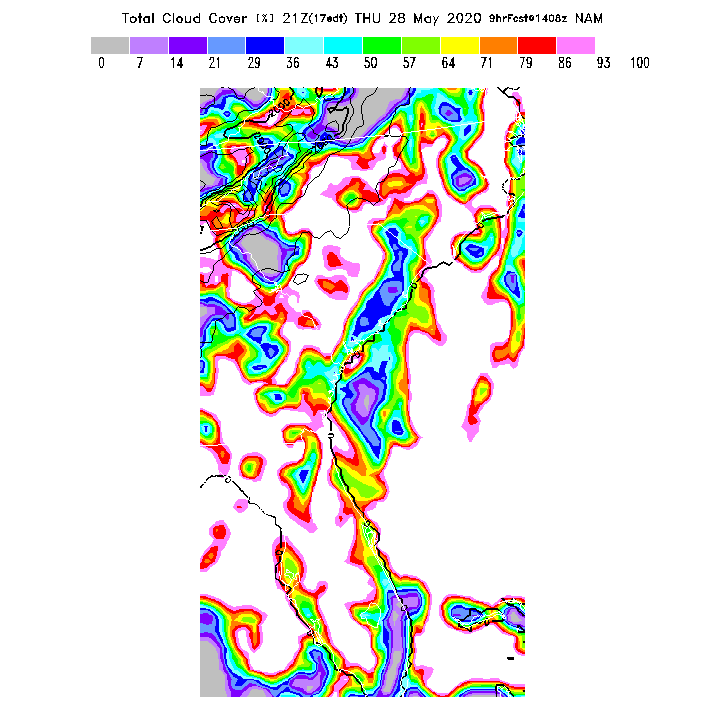 Total Cloud Cover [%] 21Z(17edt) THU 28 May 2020 9hrFcst@1408z NAM
0 7 14 21 29 36 43 50 57 64 71 79 86 93 100
T